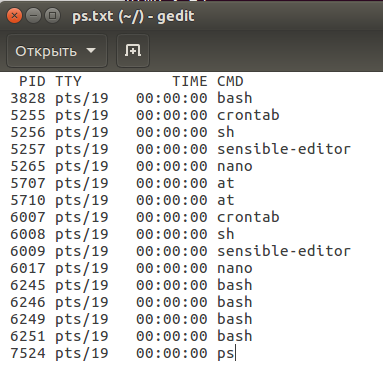 ps.txt (~/) - gedit
Открыть
  PID TTY          TIME CMD
 3828 pts/19   00:00:00 bash
 5255 pts/19   00:00:00 crontab
 5256 pts/19   00:00:00 sh
 5257 pts/19   00:00:00 sensible-editor
 5265 pts/19   00:00:00 nano
 5707 pts/19   00:00:00 at
 5710 pts/19   00:00:00 at
 6007 pts/19   00:00:00 crontab
 6008 pts/19   00:00:00 sh
 6009 pts/19   00:00:00 sensible-editor
 6017 pts/19   00:00:00 nano
 6245 pts/19   00:00:00 bash
 6246 pts/19   00:00:00 bash
 6249 pts/19   00:00:00 bash
 6251 pts/19   00:00:00 bash
 7524 pts/19   00:00:00 ps